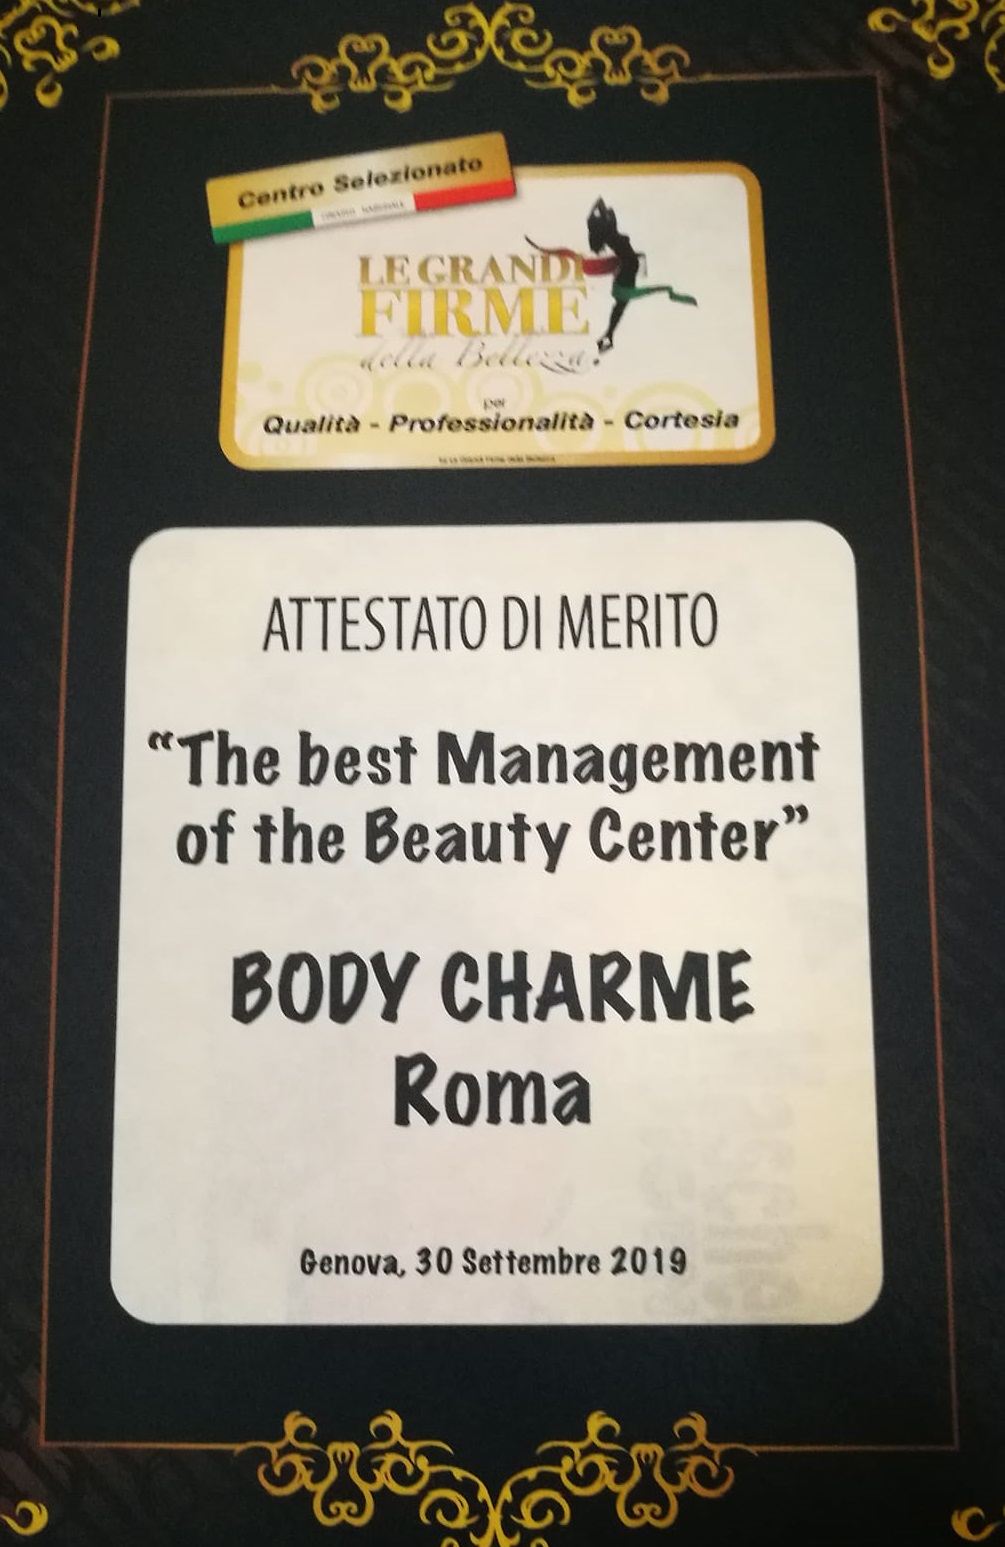 Centro Selezionato
LE GRANDI
FIRME
della Bellezza
per
Qualità - Professionalità - Cortesia
ATTESTATO DI MERITO
“The best Management
of the Beauty Center”
BODY CHARME
Roma
Genova, 30 Settembre 2019